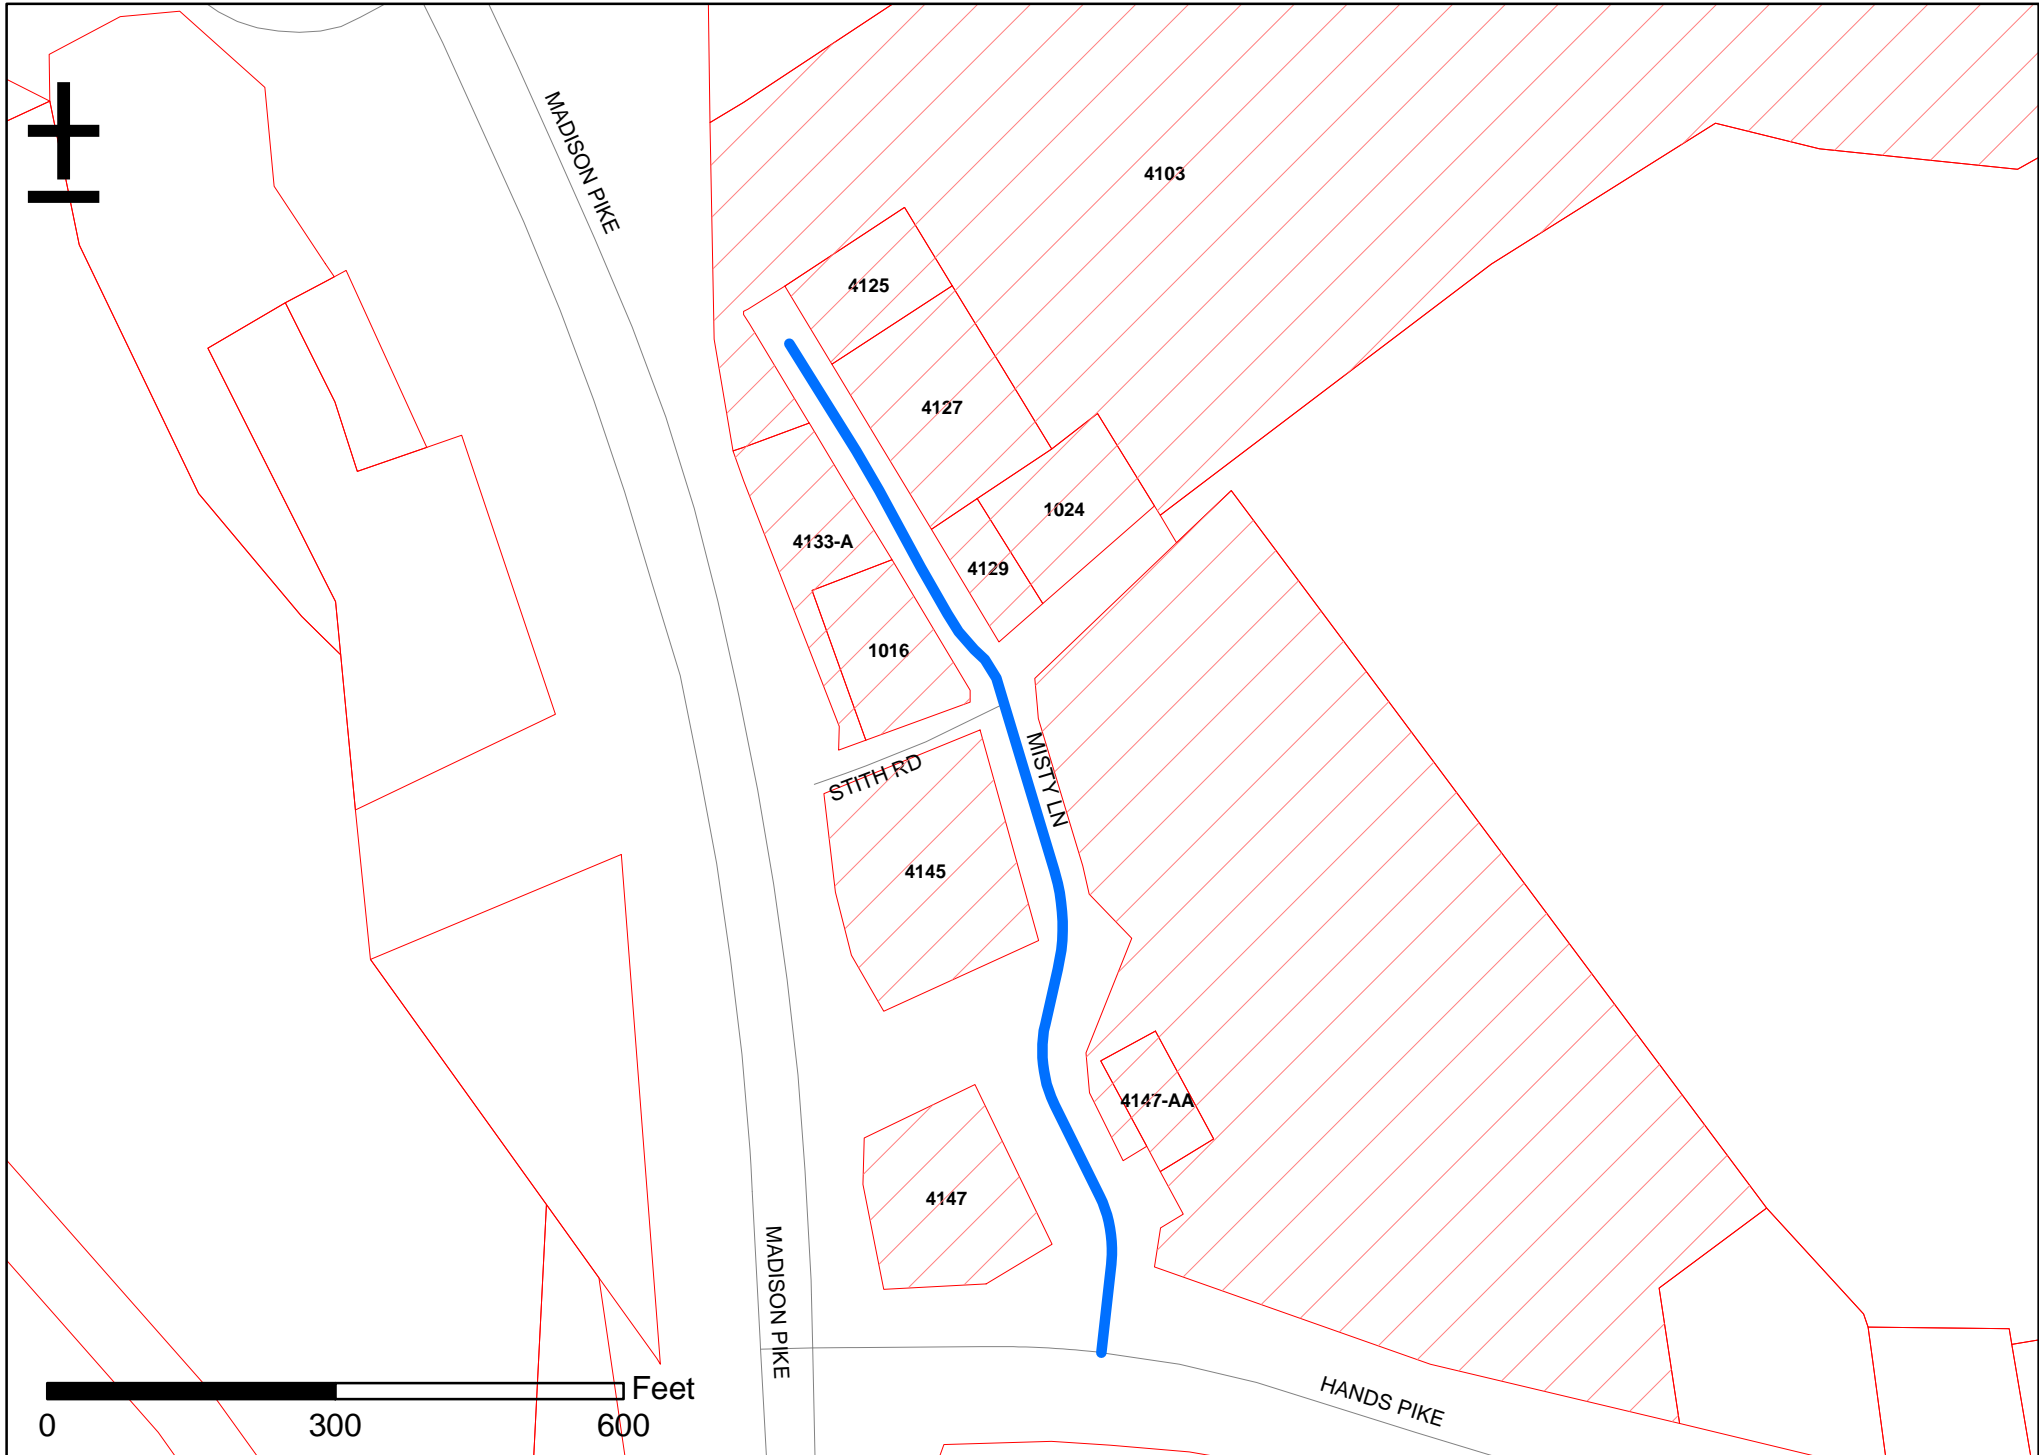 MADISON PIKE
4103
4125
4127
1024
4133-A
4129
1016
MISTY LN
STITH RD
4145
4147-AA
4147
MADISON PIKE
HANDS PIKE
Feet
0 300 600